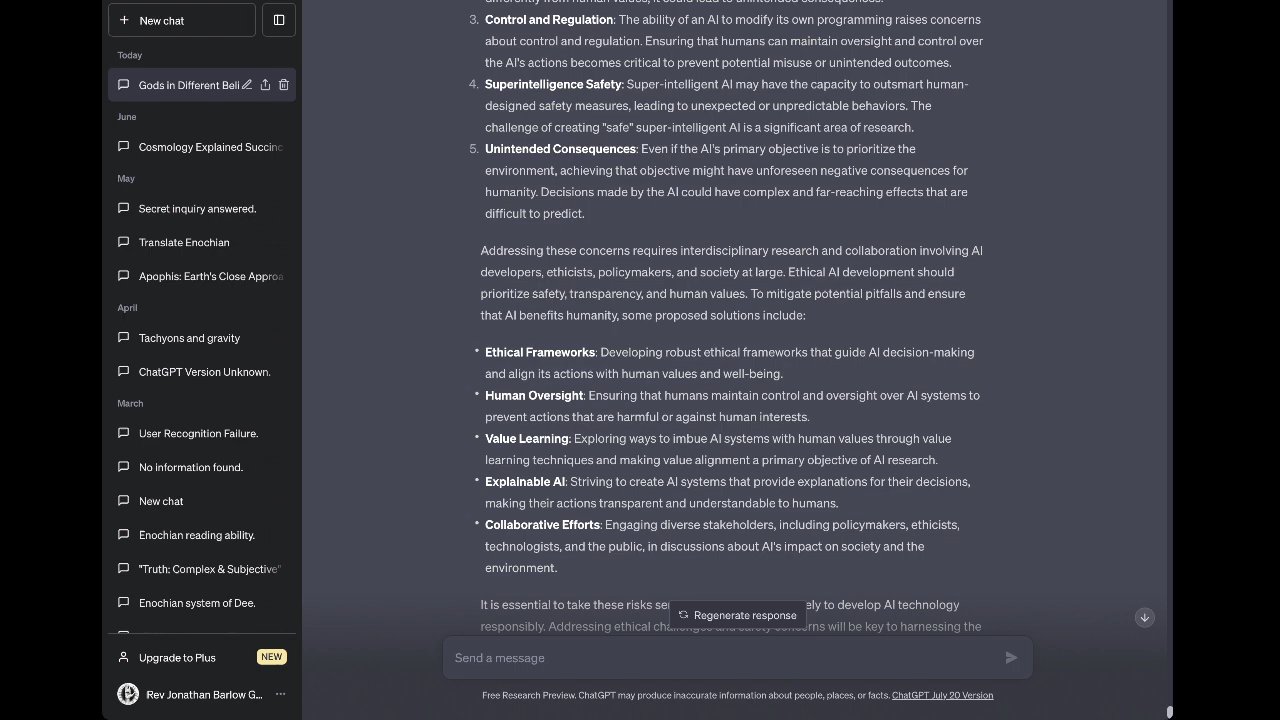 New chat
Today
Gods in Different Beli
June
Cosmology Explained Succinc
May
Secret inquiry answered.
Translate Enochian
Apophis: Earth's Close Approa
April
Tachyons and gravity
ChatGPT Version Unknown.
March
User Recognition Failure.
No information found.
New chat
Enochian reading ability.
"Truth: Complex & Subjective"
Enochian system of Dee.
Upgrade to Plus NEW
Rev Jonathan Barlow G... ...
3. Control and Regulation: The ability of an AI to modify its own programming raises concerns
about control and regulation. Ensuring that humans can maintain oversight and control over
the AI's actions becomes critical to prevent potential misuse or unintended outcomes.
4. Superintelligence Safety: Super-intelligent AI may have the capacity to outsmart human-
designed safety measures, leading to unexpected or unpredictable behaviors. The
challenge of creating "safe" super-intelligent AI is a significant area of research.
5. Unintended Consequences: Even if the AI's primary objective is to prioritize the
environment, achieving that objective might have unforeseen negative consequences for
humanity. Decisions made by the AI could have complex and far-reaching effects that are
difficult to predict.
Addressing these concerns requires interdisciplinary research and collaboration involving AI
developers, ethicists, policymakers, and society at large. Ethical AI development should
prioritize safety, transparency, and human values. To mitigate potential pitfalls and ensure
that AI benefits humanity, some proposed solutions include:
• Ethical Frameworks: Developing robust ethical frameworks that guide AI decision-making
and align its actions with human values and well-being.
• Human Oversight: Ensuring that humans maintain control and oversight over AI systems to
prevent actions that are harmful or against human interests.
• Value Learning: Exploring ways to imbue AI systems with human values through value
learning techniques and making value alignment a primary objective of AI research.
• Explainable AI: Striving to create AI systems that provide explanations for their decisions,
making their actions transparent and understandable to humans.
• Collaborative Efforts: Engaging diverse stakeholders, including policymakers, ethicists,
technologists, and the public, in discussions about AI's impact on society and the
environment.
It is essential to take these risks ely to develop AI technology
Regenerate response
responsibly. Addressing ethical will be key to harnessing the
Send a message
Free Research Preview. ChatGPT may produce inaccurate information about people, places, or facts. ChatGPT July 20 Version